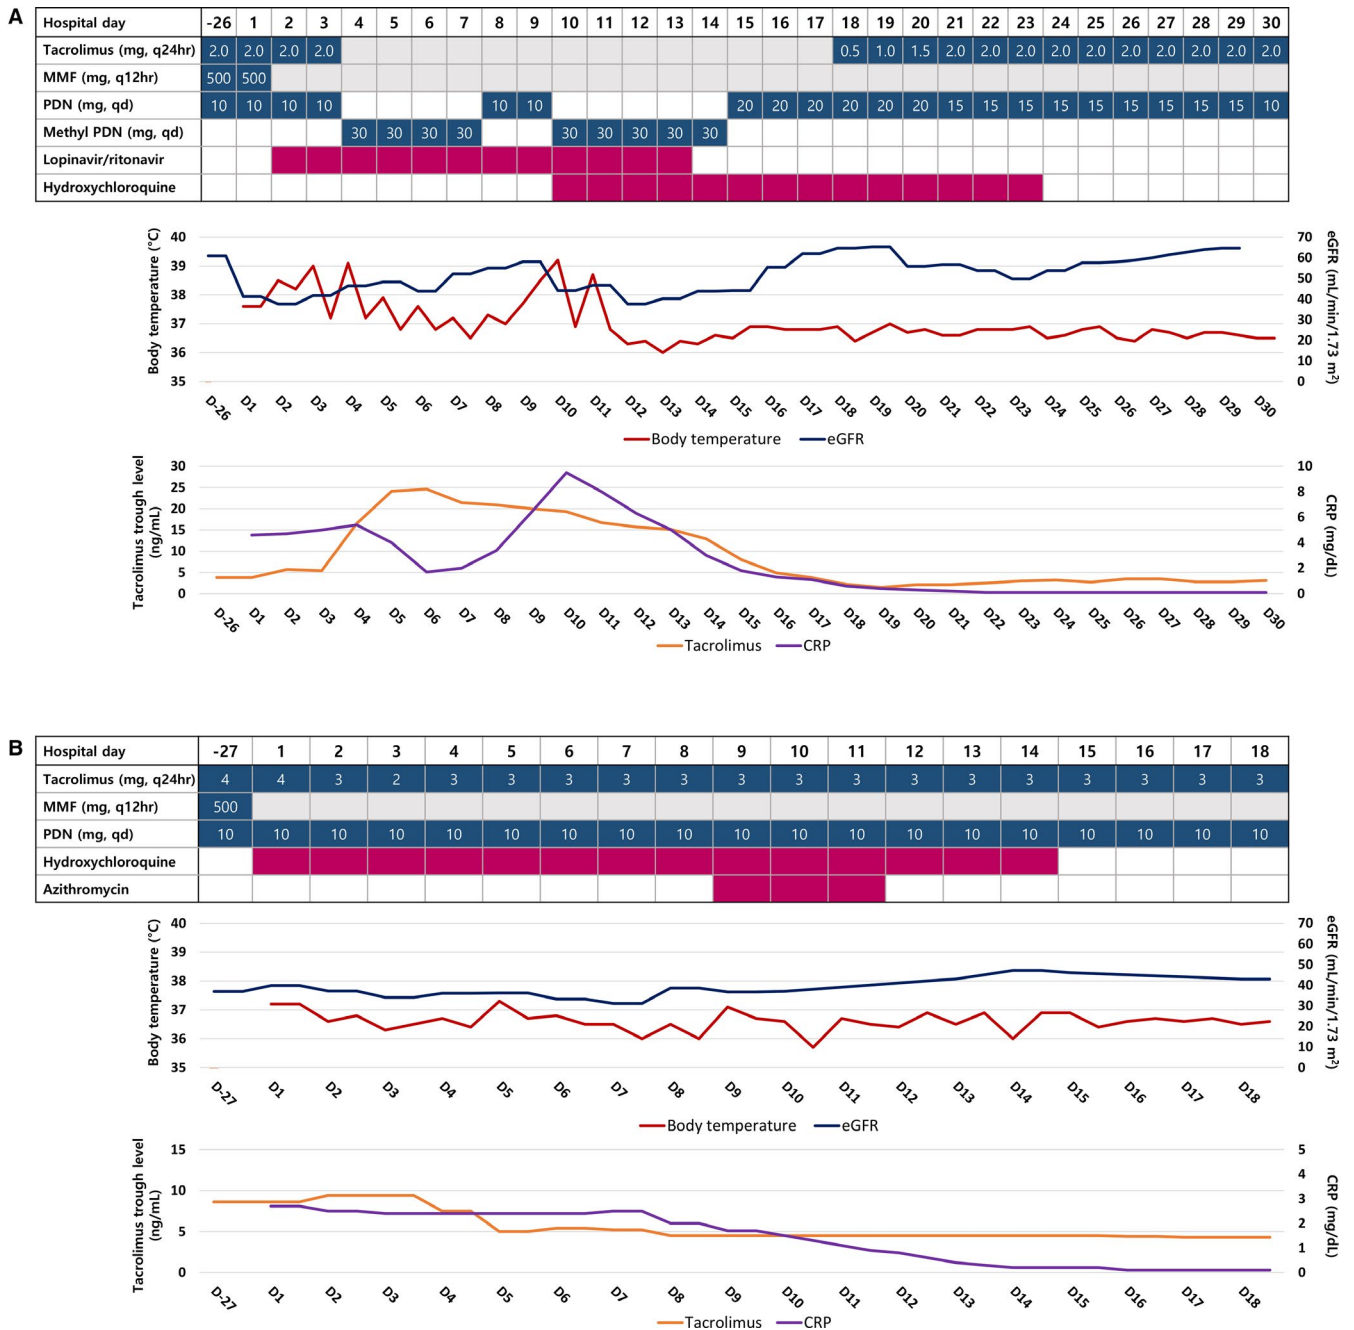 A
Hospital day -26 1 2 3 4 5 6 7 8 9 10 11 12 13 14 15 16 17 18 19 20 21 22 23 24 25 26 27 28 29 30
Tacrolimus (mg, q24hr) 2.0 2.0 2.0 2.0 0.5 1.0 1.5 2.0 2.0 2.0 2.0 2.0 2.0 2.0 2.0 2.0 2.0
MMF (mg, q12hr) 500 500
PDN (mg, qd) 10 10 10 10 10 10 20 20 20 20 20 20 15 15 15 15 15 15 15 15 15 10
Methyl PDN (mg, qd) 30 30 30 30 30 30 30 30 30
Lopinavir/ritonavir
Hydroxychloroquine
Body temperature (°C)
40 39 38 37 36 35
70 60 50 40 30 20 10 0
eGFR (mL/min/1.73 m²)
D-26 D1 D2 D3 D4 D5 D6 D7 D8 D9 D10 D11 D12 D13 D14 D15 D16 D17 D18 D19 D20 D21 D22 D23 D24 D25 D26 D27 D28 D29 D30
Body temperature eGFR
Tacrolimus trough level
(ng/mL)
30 25 20 15 10 5 0
10 8 6 4 2 0
CRP (mg/dL)
D-26 D1 D2 D3 D4 D5 D6 D7 D8 D9 D10 D11 D12 D13 D14 D15 D16 D17 D18 D19 D20 D21 D22 D23 D24 D25 D26 D27 D28 D29 D30
Tacrolimus CRP
B
Hospital day -27 1 2 3 4 5 6 7 8 9 10 11 12 13 14 15 16 17 18
Tacrolimus (mg, q24hr) 4 4 3 2 3 3 3 3 3 3 3 3 3 3 3 3 3 3 3
MMF (mg, q12hr) 500
PDN (mg, qd) 10 10 10 10 10 10 10 10 10 10 10 10 10 10 10 10 10 10 10
Hydroxychloroquine
Azithromycin
Body temperature (°C)
40 39 38 37 36 35
70 60 50 40 30 20 10 0
eGFR (mL/min/1.73 m²)
D-27 D1 D2 D3 D4 D5 D6 D7 D8 D9 D10 D11 D12 D13 D14 D15 D16 D17 D18
Body temperature eGFR
Tacrolimus trough level
(ng/mL)
15 10 5 0
5 4 3 2 1 0
CRP (mg/dL)
D-27 D1 D2 D3 D4 D5 D6 D7 D8 D9 D10 D11 D12 D13 D14 D15 D16 D17 D18
Tacrolimus CRP